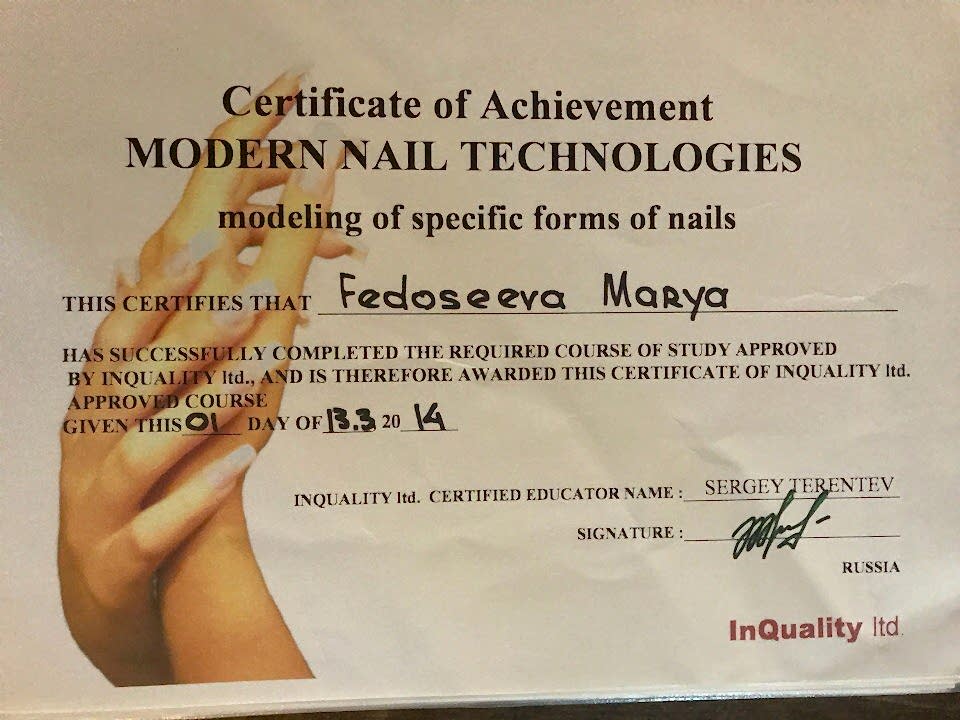 Certificate of Achievement
MODERN NAIL TECHNOLOGIES
modeling of specific forms of nails
THIS CERTIFIES THAT Fedoseeva Marya
HAS SUCCESSFULLY COMPLETED THE REQUIRED COURSE OF STUDY APPROVED
BY INQUALITY ltd., AND IS THEREFORE AWARDED THIS CERTIFICATE OF INQUALITY ltd.
APPROVED COURSE
GIVEN THIS 01 DAY OF 13.3 20 14
INQUALITY ltd. CERTIFIED EDUCATOR NAME : SERGEY TERENTEV
SIGNATURE :
RUSSIA
InQuality ltd.